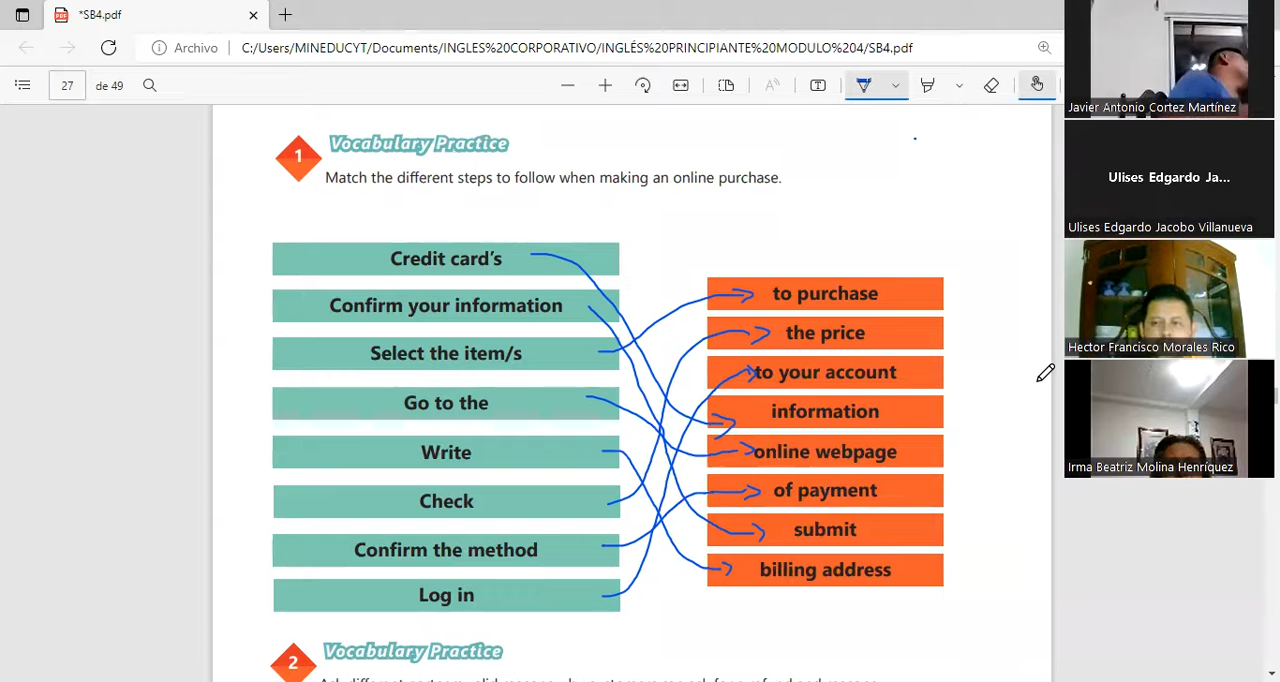 *SB4.pdf
Archivo
C:/Users/MINEDUCYT/Documents/INGLES%20CORPORATIVO/INGLÉS%20PRINCIPIANTE%20MODULO%204/SB4.pdf
27 de 49
1 Vocabulary Practice
Match the different steps to follow when making an online purchase.
Credit card's
Confirm your information
Select the item/s
Go to the
Write
Check
Confirm the method
Log in
to purchase
the price
to your account
information
online webpage
of payment
submit
billing address
2 Vocabulary Practice
Javier Antonio Cortez Martínez
Ulises Edgardo Ja...
Ulises Edgardo Jacobo Villanueva
Hector Francisco Morales Rico
Irma Beatriz Molina Henríquez